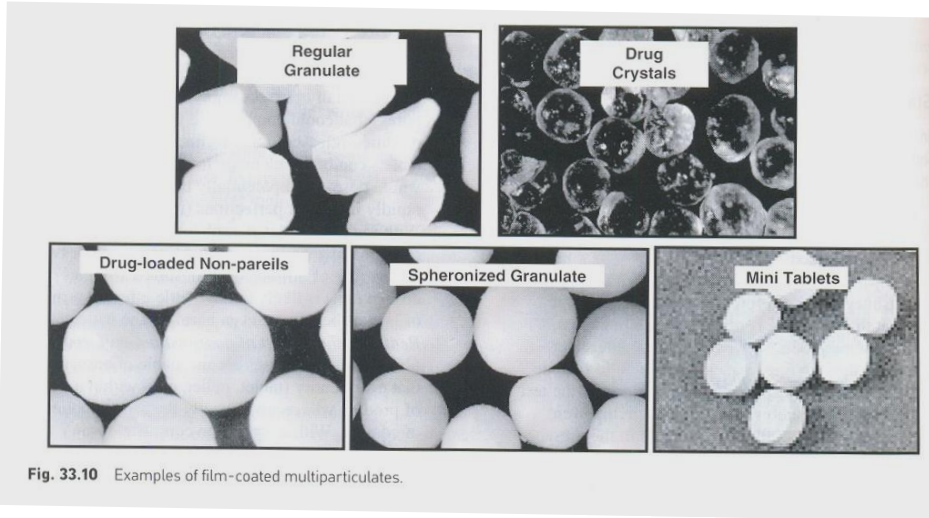 Regular
Granulate
Drug
Crystals
Drug-loaded Non-pareils
Spheronized Granulate
Mini Tablets
Fig. 33.10 Examples of film-coated multiparticulates.